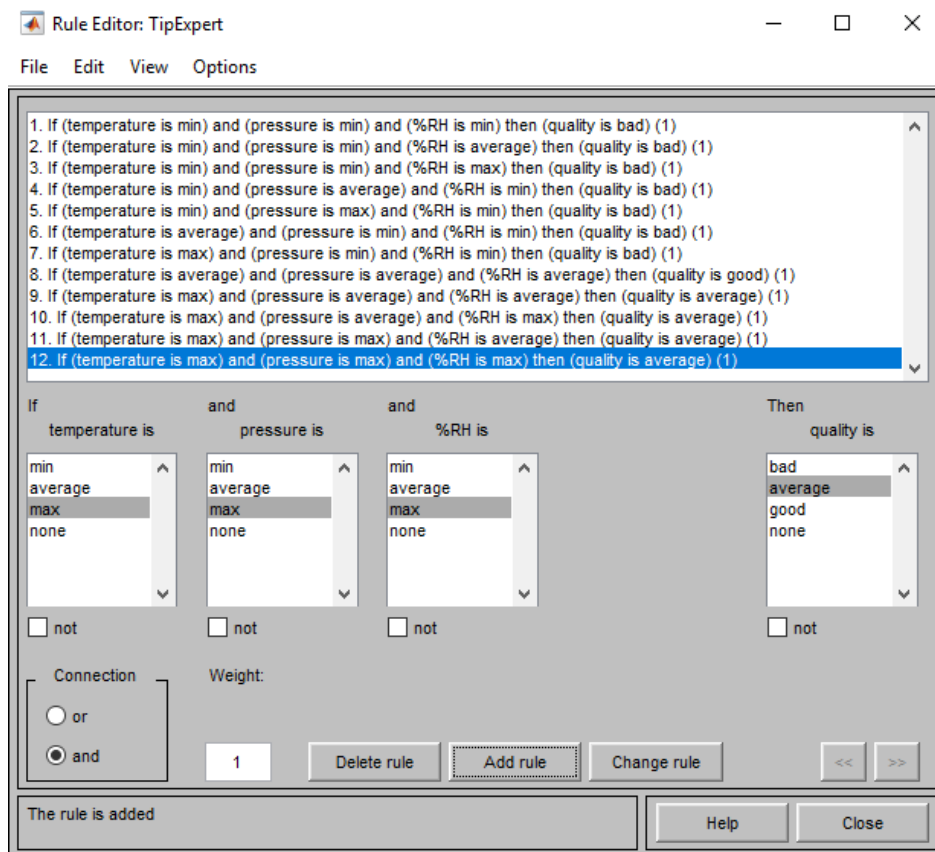 Rule Editor: TipExpert
File Edit View Options
1. If (temperature is min) and (pressure is min) and (%RH is min) then (quality is bad) (1)
2. If (temperature is min) and (pressure is min) and (%RH is average) then (quality is bad) (1)
3. If (temperature is min) and (pressure is min) and (%RH is max) then (quality is bad) (1)
4. If (temperature is min) and (pressure is average) and (%RH is min) then (quality is bad) (1)
5. If (temperature is min) and (pressure is max) and (%RH is min) then (quality is bad) (1)
6. If (temperature is average) and (pressure is min) and (%RH is min) then (quality is bad) (1)
7. If (temperature is max) and (pressure is min) and (%RH is min) then (quality is bad) (1)
8. If (temperature is average) and (pressure is average) and (%RH is average) then (quality is good) (1)
9. If (temperature is max) and (pressure is average) and (%RH is average) then (quality is average) (1)
10. If (temperature is max) and (pressure is average) and (%RH is max) then (quality is average) (1)
11. If (temperature is max) and (pressure is max) and (%RH is average) then (quality is average) (1)
12. If (temperature is max) and (pressure is max) and (%RH is max) then (quality is average) (1)
If and and Then
temperature is pressure is %RH is quality is
min min min bad
average average average average
max max max good
none none none none
not not not not
Connection Weight:
or
and 1 Delete rule Add rule Change rule << >>
The rule is added Help Close